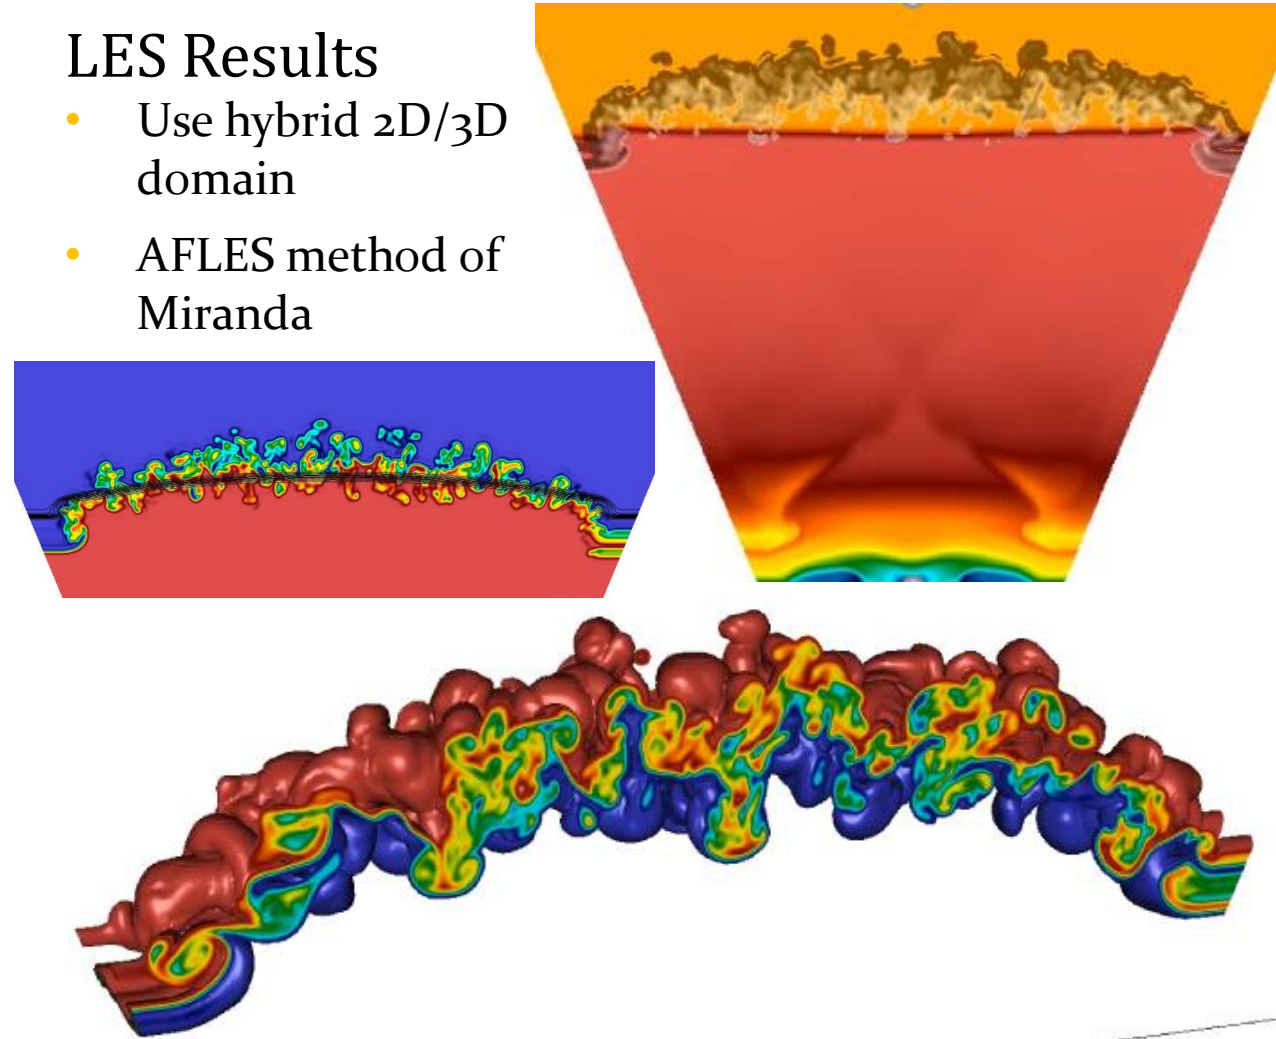 LES Results
• Use hybrid 2D/3D
domain
• AFLES method of
Miranda